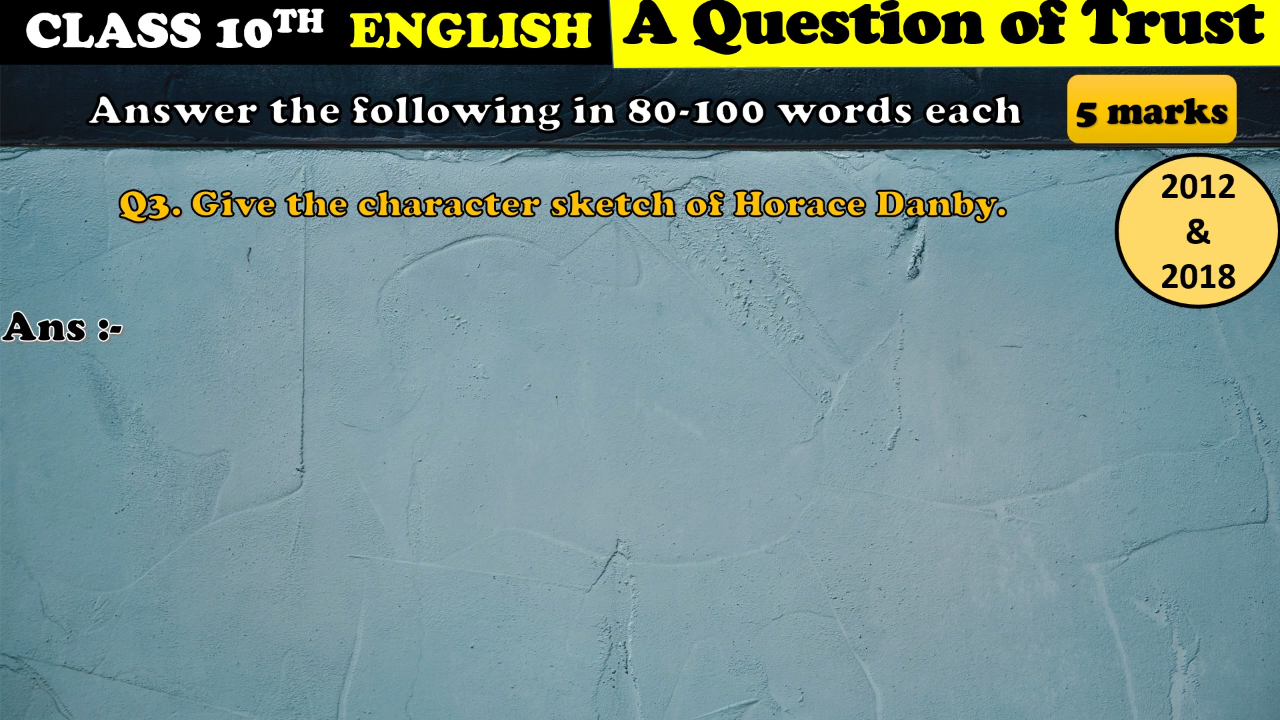 CLASS 10TH ENGLISH
A Question of Trust
Answer the following in 80-100 words each
5 marks
Q3. Give the character sketch of Horace Danby.
2012
&
2018
Ans :-